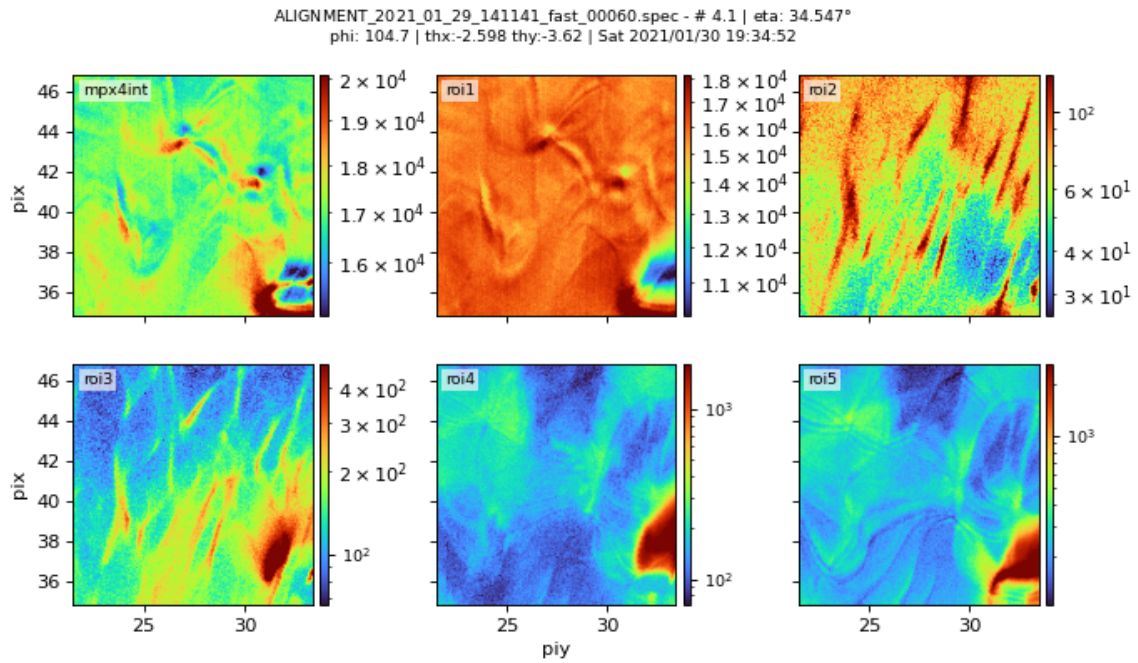 ALIGNMENT_2021_01_29_141141_fast_00060.spec - # 4.1 | eta: 34.547°
phi: 104.7 | thx:-2.598 thy:-3.62 | Sat 2021/01/30 19:34:52
mpx4int
roi1
roi2
46
44
42
40
38
36
pix
2 × 10⁴
1.9 × 10⁴
1.8 × 10⁴
1.7 × 10⁴
1.6 × 10⁴
1.8 × 10⁴
1.7 × 10⁴
1.6 × 10⁴
1.5 × 10⁴
1.4 × 10⁴
1.3 × 10⁴
1.2 × 10⁴
1.1 × 10⁴
10²
6 × 10¹
4 × 10¹
3 × 10¹
25 30
25 30
roi3
roi4
roi5
46
44
42
40
38
36
pix
4 × 10²
3 × 10²
2 × 10²
10²
10³
10²
10³
25 30
25 30
piy